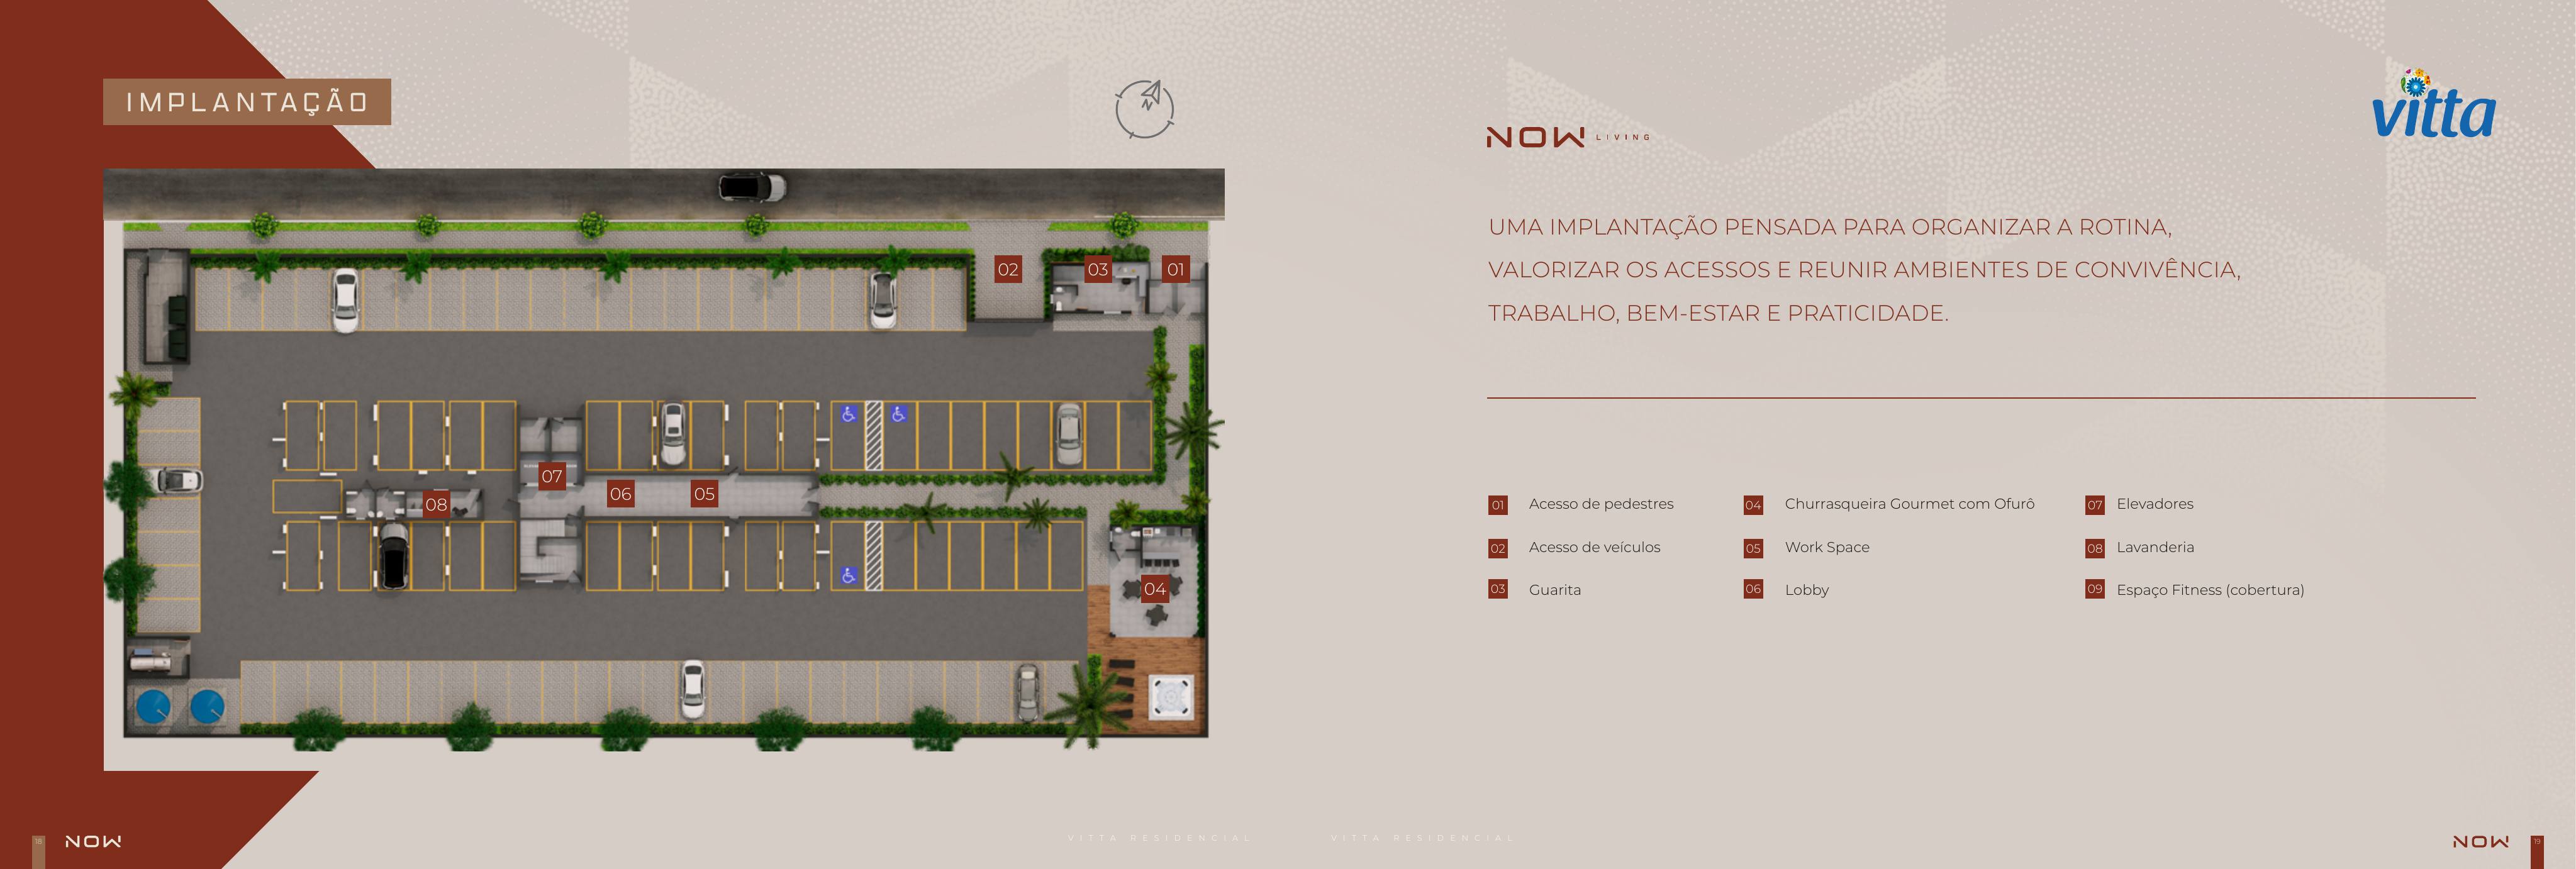 IMPLANTAÇÃO
N
02
03
01
07
06
05
08
04
18
NOW
VITTA RESIDENCIAL
vitta
NOW LIVING
UMA IMPLANTAÇÃO PENSADA PARA ORGANIZAR A ROTINA,
VALORIZAR OS ACESSOS E REUNIR AMBIENTES DE CONVIVÊNCIA,
TRABALHO, BEM-ESTAR E PRATICIDADE.
01 Acesso de pedestres
02 Acesso de veículos
03 Guarita
04 Churrasqueira Gourmet com Ofurô
05 Work Space
06 Lobby
07 Elevadores
08 Lavanderia
09 Espaço Fitness (cobertura)
VITTA RESIDENCIAL
NOW
19